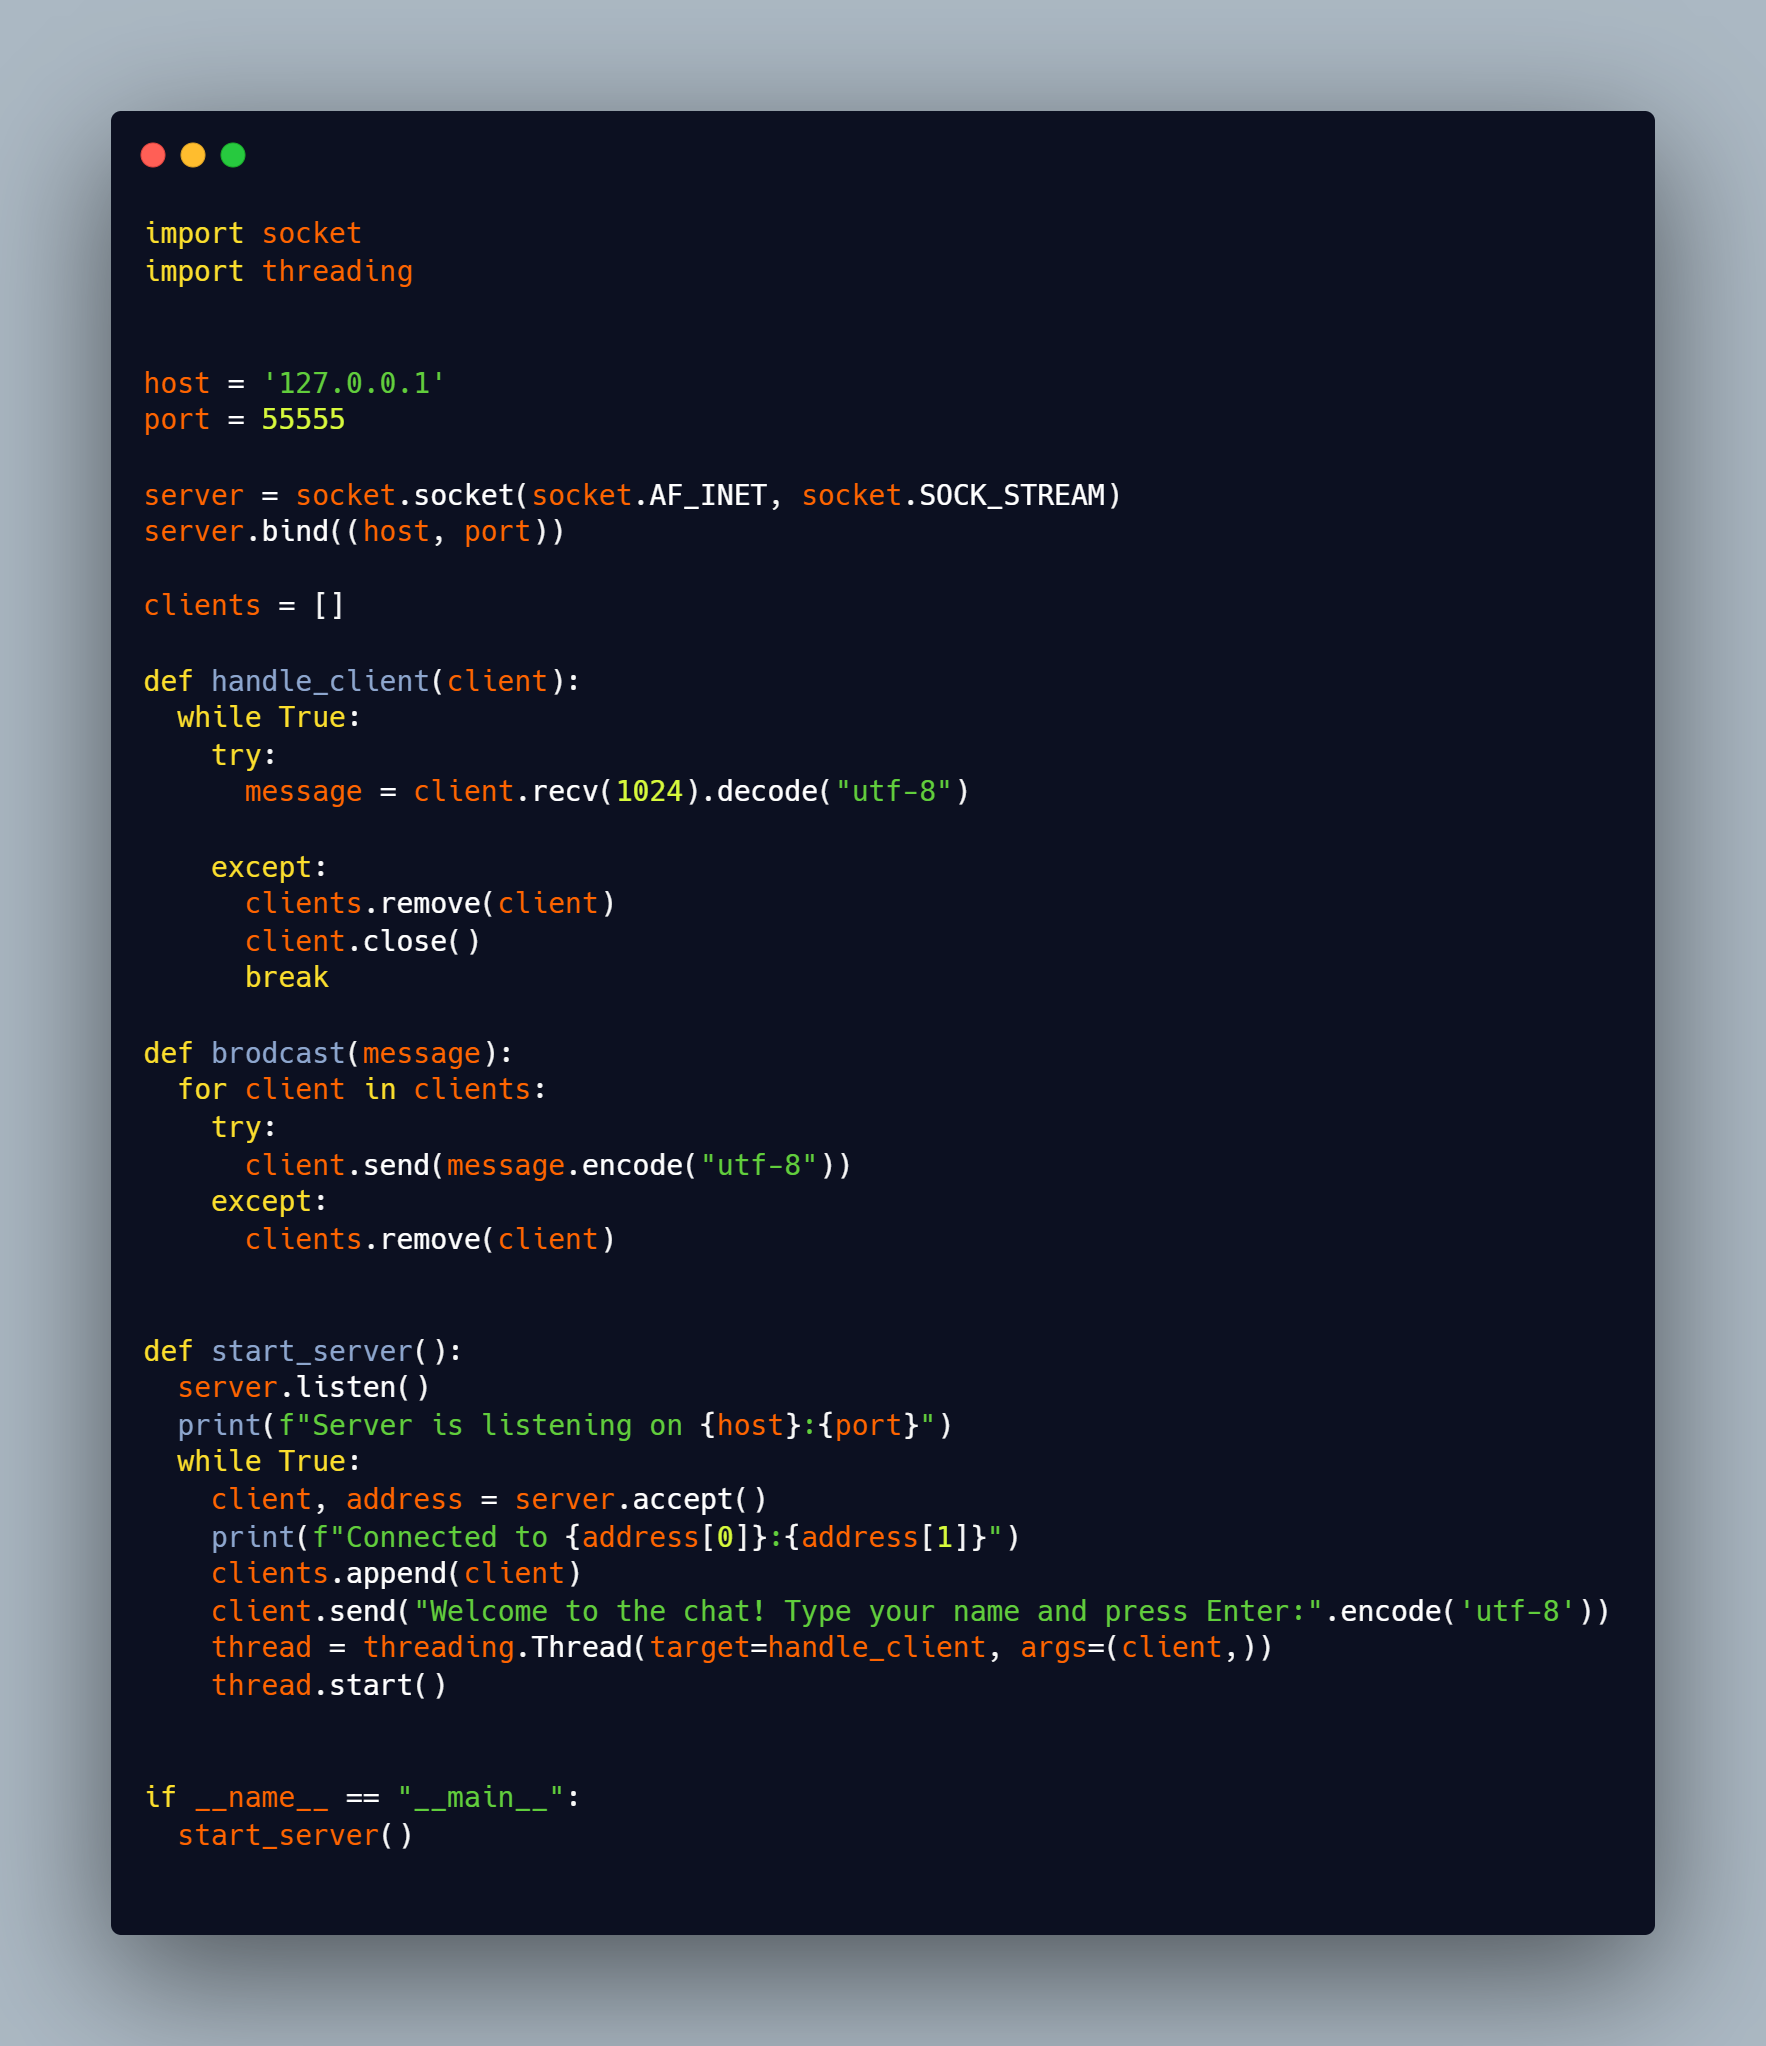 import socket
import threading
host = '127.0.0.1'
port = 55555
server = socket.socket(socket.AF_INET, socket.SOCK_STREAM)
server.bind((host, port))
clients = []
def handle_client(client):
  while True:
    try:
      message = client.recv(1024).decode("utf-8")
    except:
      clients.remove(client)
      client.close()
      break
def brodcast(message):
  for client in clients:
    try:
      client.send(message.encode("utf-8"))
    except:
      clients.remove(client)
def start_server():
  server.listen()
  print(f"Server is listening on {host}:{port}")
  while True:
    client, address = server.accept()
    print(f"Connected to {address[0]}:{address[1]}")
    clients.append(client)
    client.send("Welcome to the chat! Type your name and press Enter:".encode('utf-8'))
    thread = threading.Thread(target=handle_client, args=(client,))
    thread.start()
if __name__ == "__main__":
  start_server()